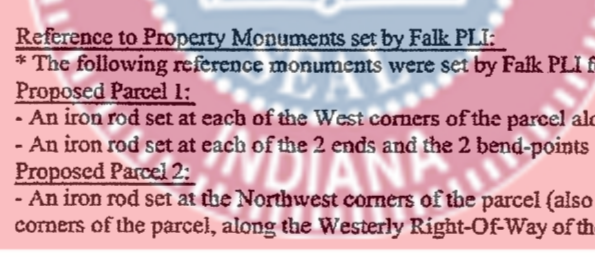 Reference to Property Monuments set by Falk PLI:
* The following reference monuments were set by Falk PLI f
Proposed Parcel 1:
- An iron rod set at each of the West corners of the parcel alo
- An iron rod set at each of the 2 ends and the 2 bend-points
Proposed Parcel 2:
- An iron rod set at the Northwest corners of the parcel (also
corners of the parcel, along the Westerly Right-Of-Way of th
SEAL
INDIANA